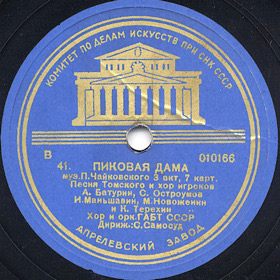 КОМИТЕТ ПО ДЕЛАМ ИСКУССТВ ПРИ СНК СССР
В 010166
41. ПИКОВАЯ ДАМА
муз. П. Чайковского 3 акт, 7 карт.
Песня Томского и хор игроков
А. Батурин, С. Остроумов
И. Маньшавин, М. Новоженин
и К. Терехин
Хор и орк. ГАБТ СССР
Дириж.: С. Самосуд
АПРЕЛЕВСКИЙ ЗАВОД